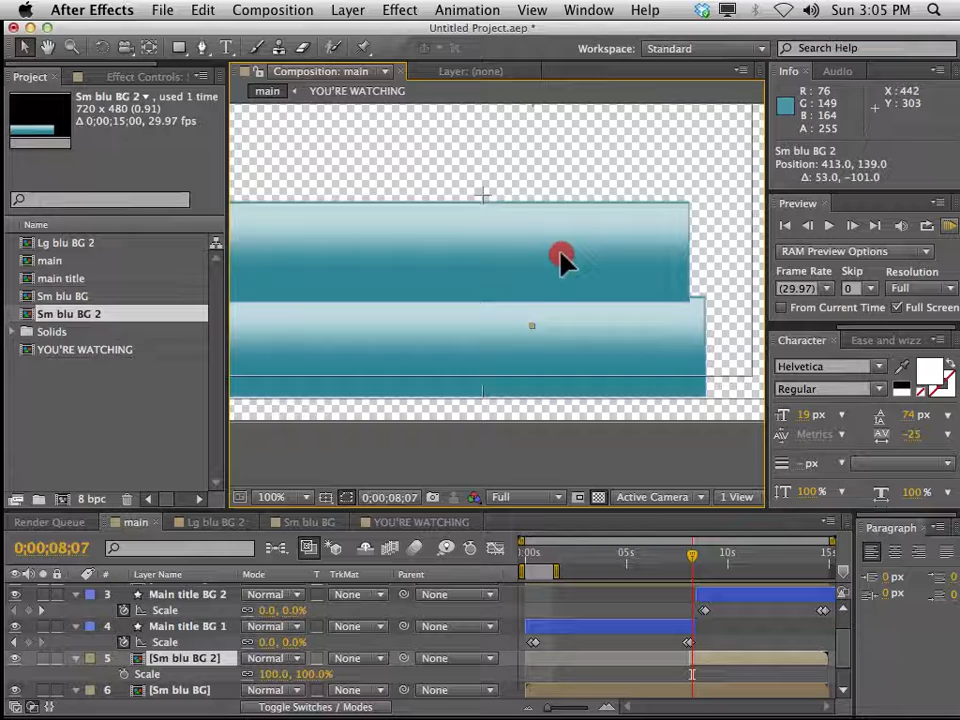 After Effects File Edit Composition Layer Effect Animation View Window Help Sun 3:05 PM
Untitled Project.aep *
Workspace: Standard Search Help
Project Effect Controls: Composition: main Layer: (none) Info Audio
main YOU'RE WATCHING
Sm blu BG 2, used 1 time
720 x 480 (0.91)
Δ 0;00;15;00, 29.97 fps
R : 76 X : 442
G : 149 Y : 303
B : 164
A : 255
Sm blu BG 2
Position: 413.0, 139.0
Δ: 53.0, -101.0
Preview
RAM Preview Options
Frame Rate Skip Resolution
(29.97) 0 Full
From Current Time Full Screen
Name
Lg blu BG 2
main
main title
Sm blu BG
Sm blu BG 2
Solids
YOU'RE WATCHING
Character Ease and wizz
Helvetica
Regular
19 px 74 px
Metrics -25
- px
100 % 100 %
8 bpc 100% 0;00;08;07 Full Active Camera 1 View
Render Queue main Lg blu BG 2 Sm blu BG YOU'RE WATCHING Paragraph
0;00;08;07 :00s 05s 10s 15s
# Layer Name Mode T TrkMat Parent
3 Main title BG 2 Normal None None
Scale 0.0, 0.0%
4 Main title BG 1 Normal None None
Scale 0.0, 0.0%
5 [Sm blu BG 2] Normal None None
Scale 100.0, 100.0%
6 [Sm blu BG] Normal None None
Toggle Switches / Modes
0 px 0
0 px 0